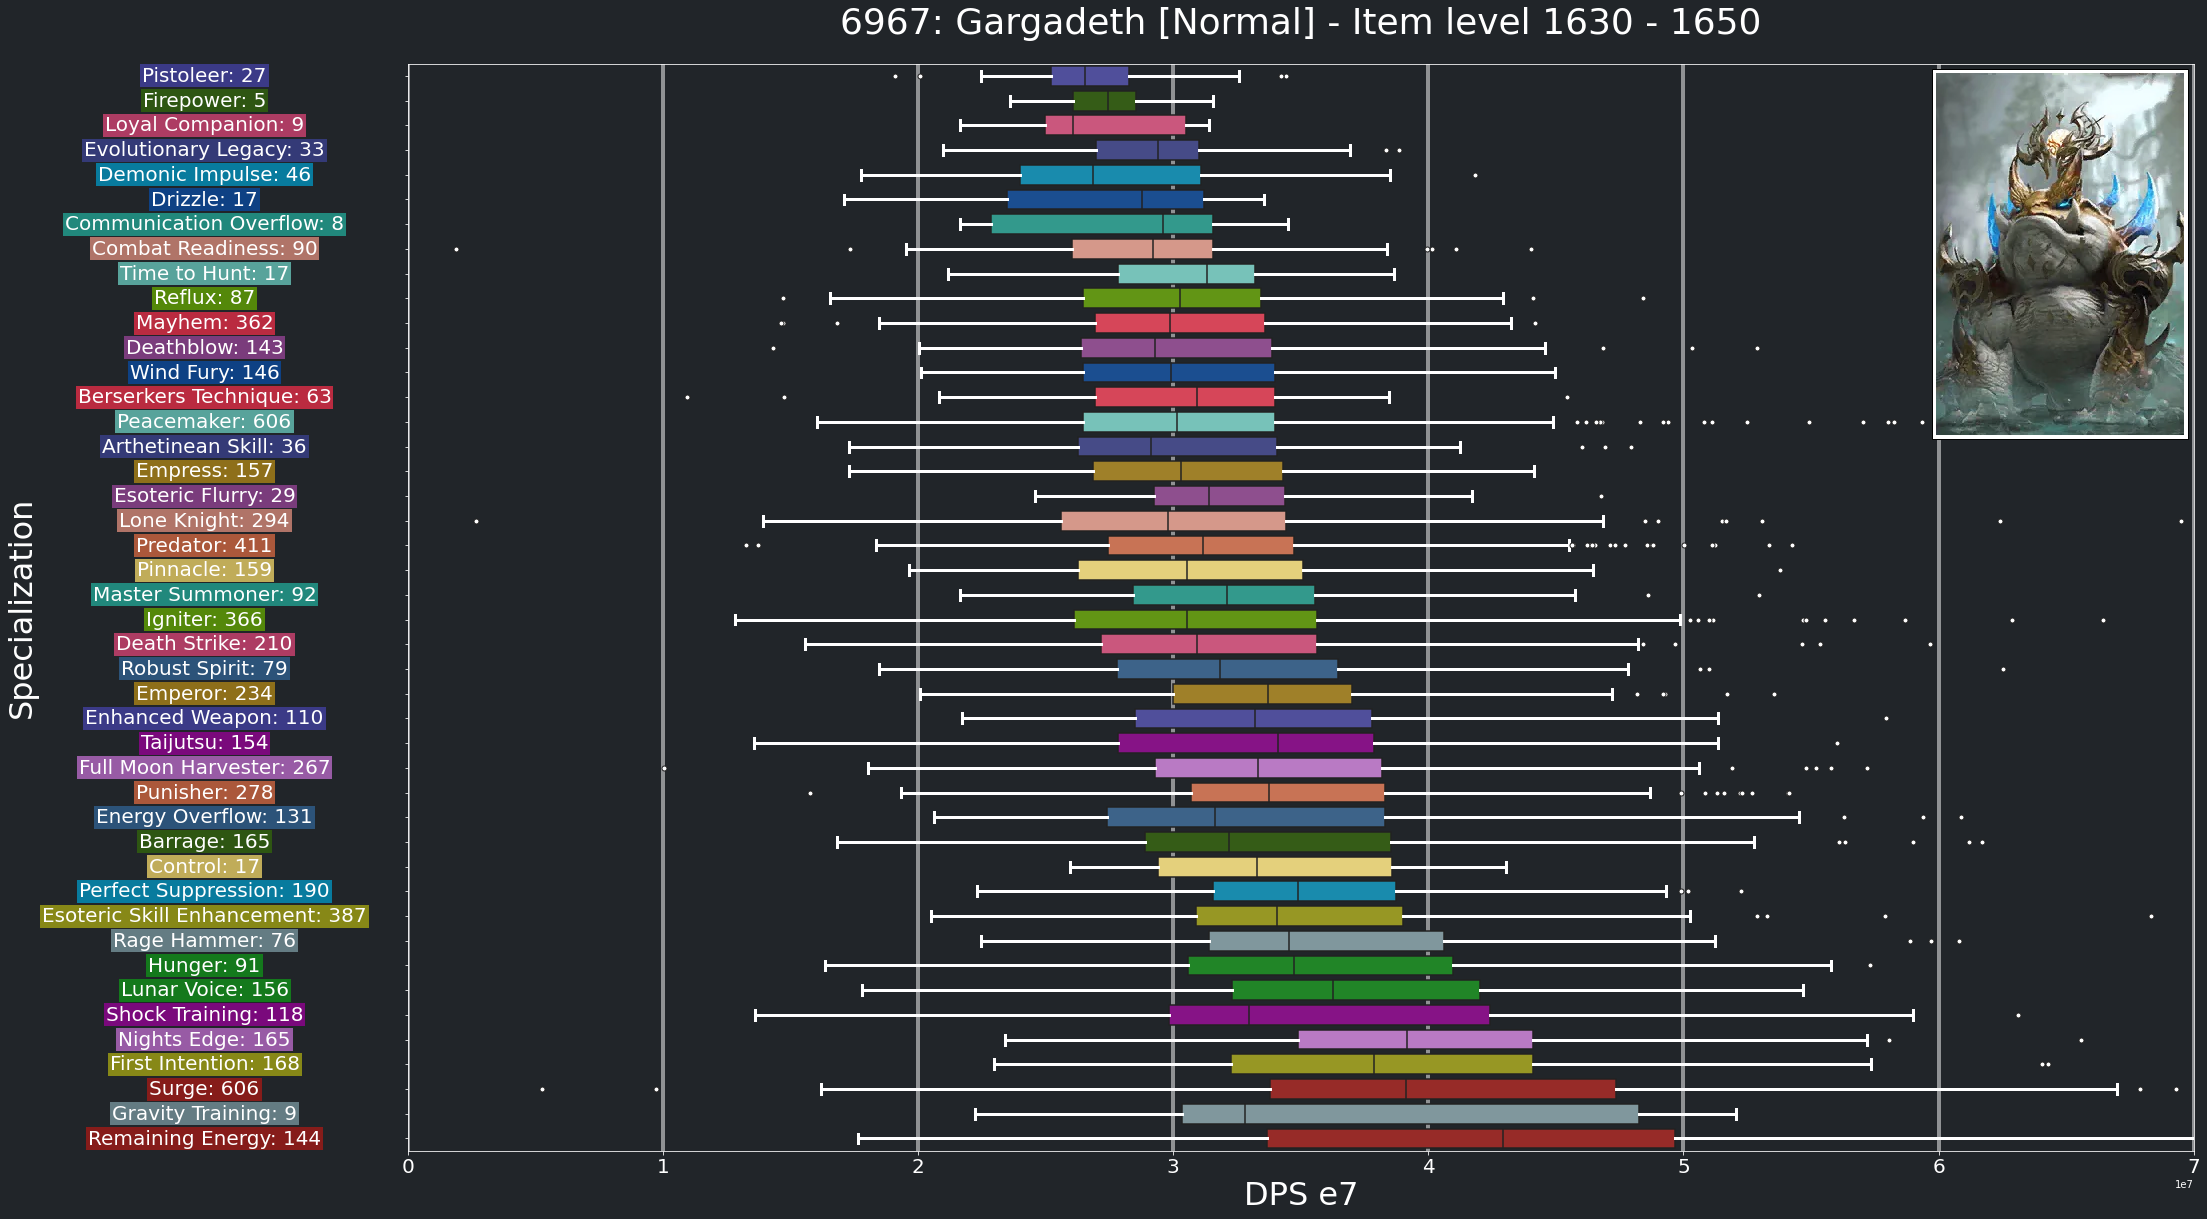 6967: Gargadeth [Normal] - Item level 1630 - 1650
Pistoleer: 27
Firepower: 5
Loyal Companion: 9
Evolutionary Legacy: 33
Demonic Impulse: 46
Drizzle: 17
Communication Overflow: 8
Combat Readiness: 90
Time to Hunt: 17
Reflux: 87
Mayhem: 362
Deathblow: 143
Wind Fury: 146
Berserkers Technique: 63
Peacemaker: 606
Arthetinean Skill: 36
Empress: 157
Esoteric Flurry: 29
Lone Knight: 294
Predator: 411
Pinnacle: 159
Master Summoner: 92
Igniter: 366
Death Strike: 210
Robust Spirit: 79
Emperor: 234
Enhanced Weapon: 110
Taijutsu: 154
Full Moon Harvester: 267
Punisher: 278
Energy Overflow: 131
Barrage: 165
Control: 17
Perfect Suppression: 190
Esoteric Skill Enhancement: 387
Rage Hammer: 76
Hunger: 91
Lunar Voice: 156
Shock Training: 118
Nights Edge: 165
First Intention: 168
Surge: 606
Gravity Training: 9
Remaining Energy: 144
Specialization
0 1 2 3 4 5 6 7
1e7
DPS e7